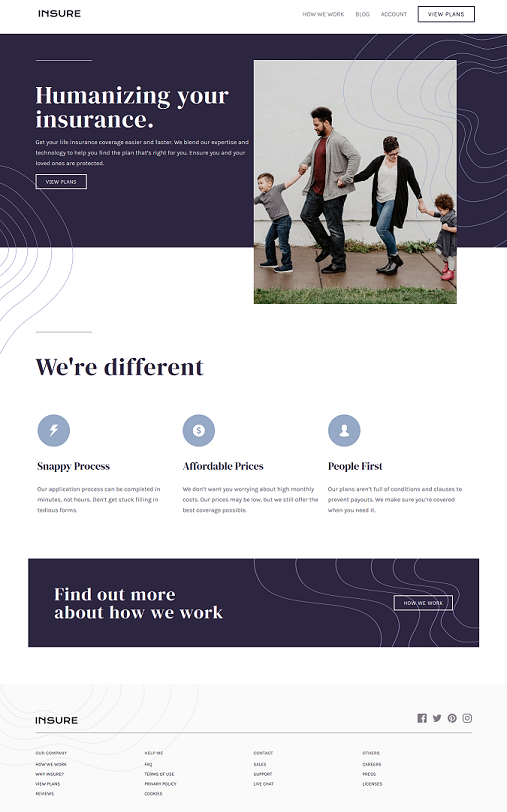 INSURE
HOW WE WORK BLOG ACCOUNT VIEW PLANS
Humanizing your
insurance.
Get your life insurance coverage easier and faster. We blend our expertise and
technology to help you find the plan that's right for you. Ensure you and your
loved ones are protected.
VIEW PLANS
We're different
Snappy Process
Our application process can be completed in
minutes, not hours. Don't get stuck filling in
tedious forms.
Affordable Prices
We don't want you worrying about high monthly
costs. Our prices may be low, but we still offer the
best coverage possible.
People First
Our plans aren't full of conditions and clauses to
prevent payouts. We make sure you're covered
when you need it.
Find out more
about how we work
HOW WE WORK
INSURE
OUR COMPANY
HOW WE WORK
WHY INSURE?
VIEW PLANS
REVIEWS
HELP ME
FAQ
TERMS OF USE
PRIVACY POLICY
COOKIES
CONTACT
SALES
SUPPORT
LIVE CHAT
OTHERS
CAREERS
PRESS
LICENSES